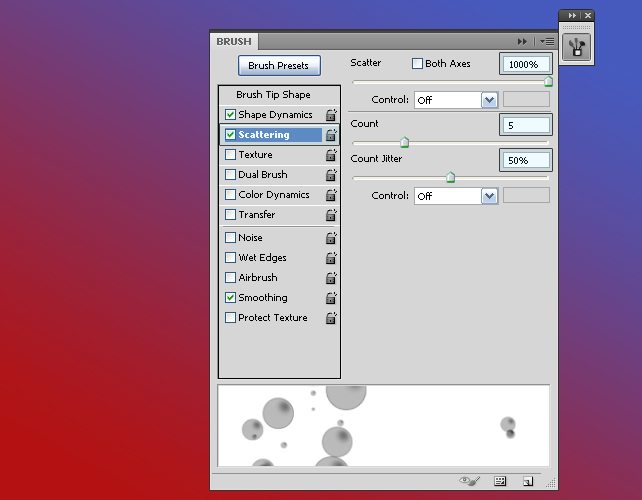 BRUSH
Brush Presets
Brush Tip Shape
Shape Dynamics
Scattering
Texture
Dual Brush
Color Dynamics
Transfer
Noise
Wet Edges
Airbrush
Smoothing
Protect Texture
Scatter Both Axes 1000%
Control: Off
Count 5
Count Jitter 50%
Control: Off